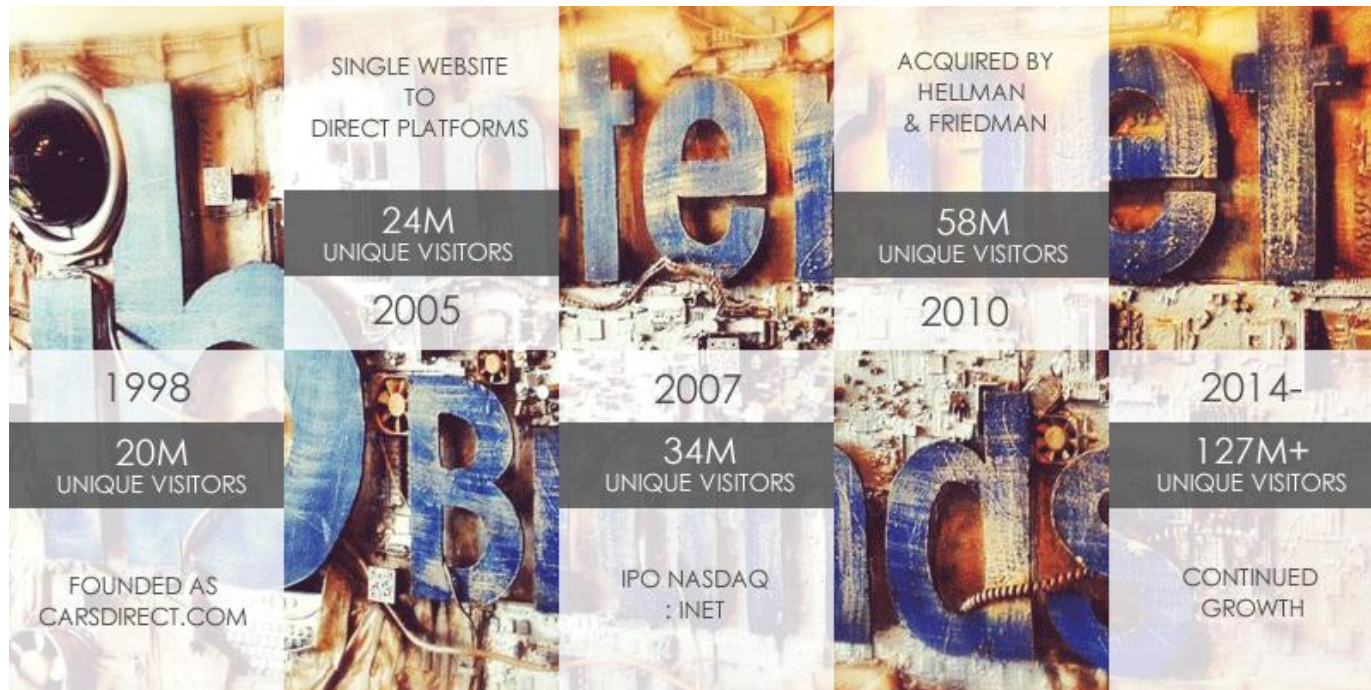 SINGLE WEBSITE
TO
DIRECT PLATFORMS
24M
UNIQUE VISITORS
2005
ACQUIRED BY
HELLMAN
& FRIEDMAN
58M
UNIQUE VISITORS
2010
1998
20M
UNIQUE VISITORS
FOUNDED AS
CARSDIRECT.COM
2007
34M
UNIQUE VISITORS
IPO NASDAQ
: INET
2014-
127M+
UNIQUE VISITORS
CONTINUED
GROWTH
internet
Brands